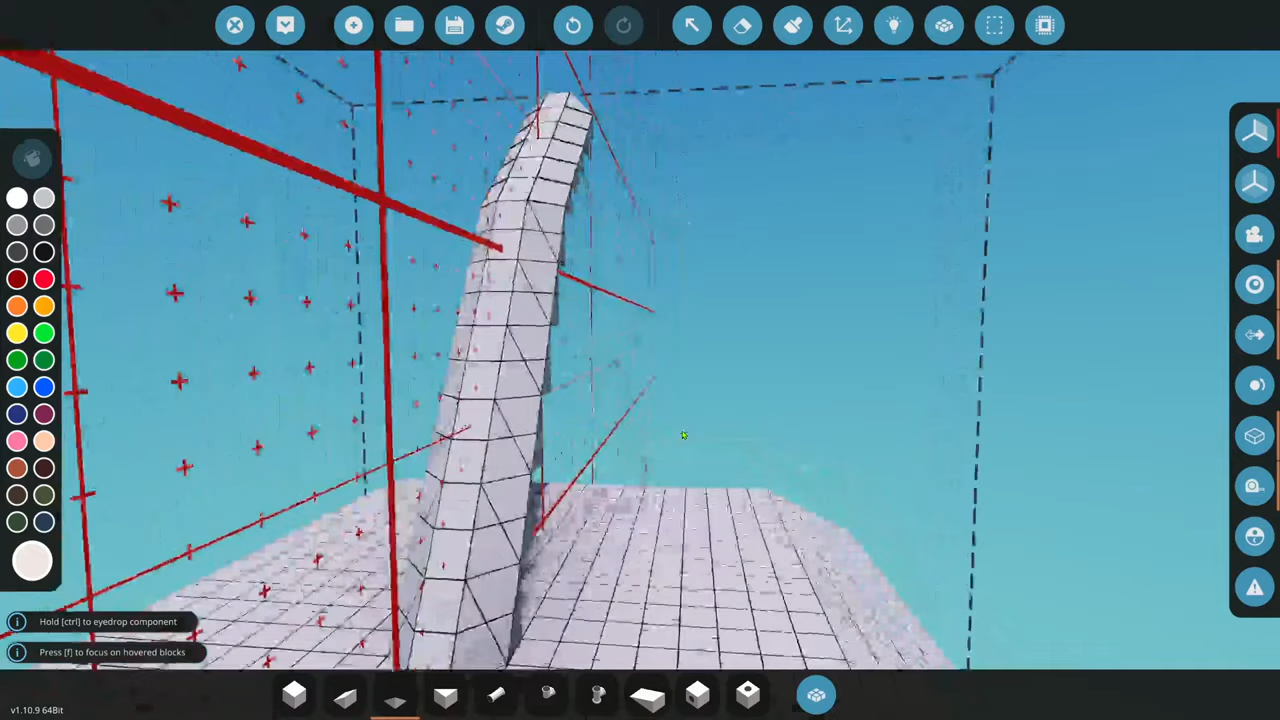 Hold [ctrl] to eyedrop component
Press [f] to focus on hovered blocks
v1.10.9 64Bit